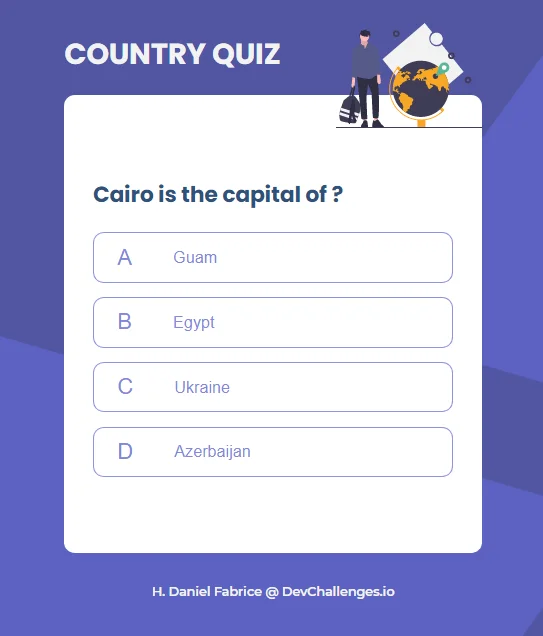 COUNTRY QUIZ
Cairo is the capital of ?
A Guam
B Egypt
C Ukraine
D Azerbaijan
H. Daniel Fabrice @ DevChallenges.io